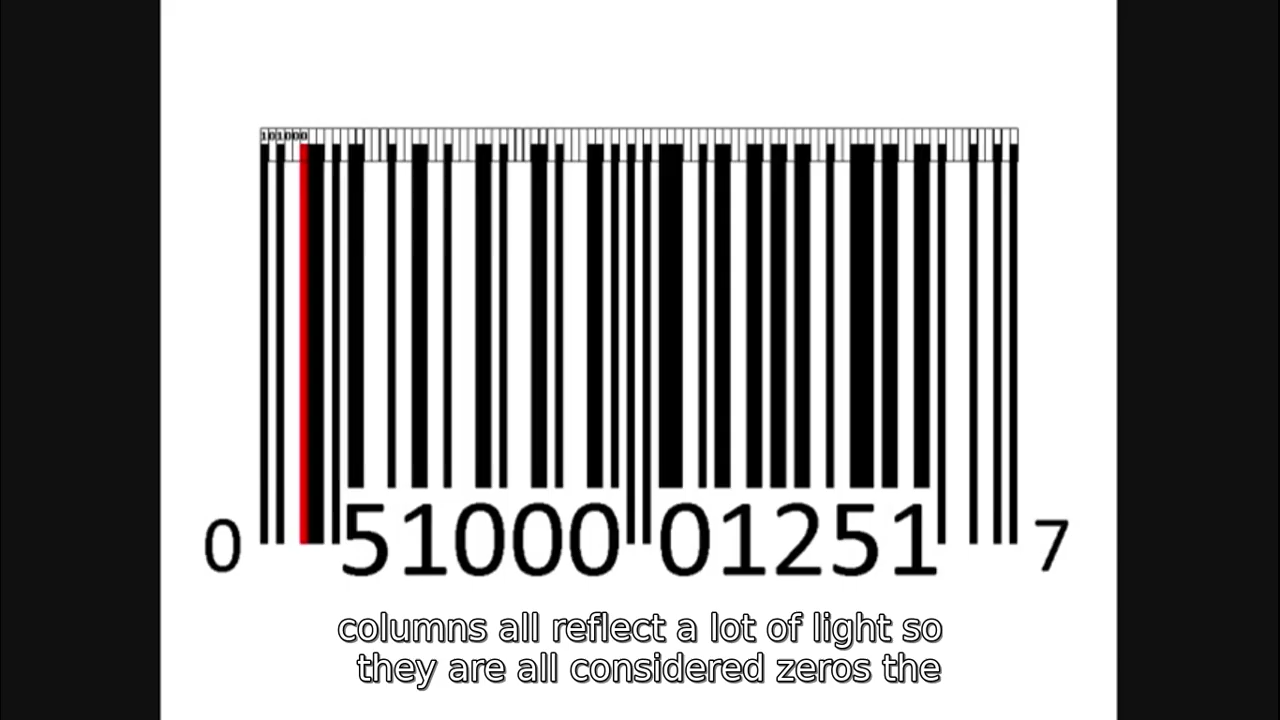 101000
0 51000 01251 7
columns all reflect a lot of light so
they are all considered zeros the